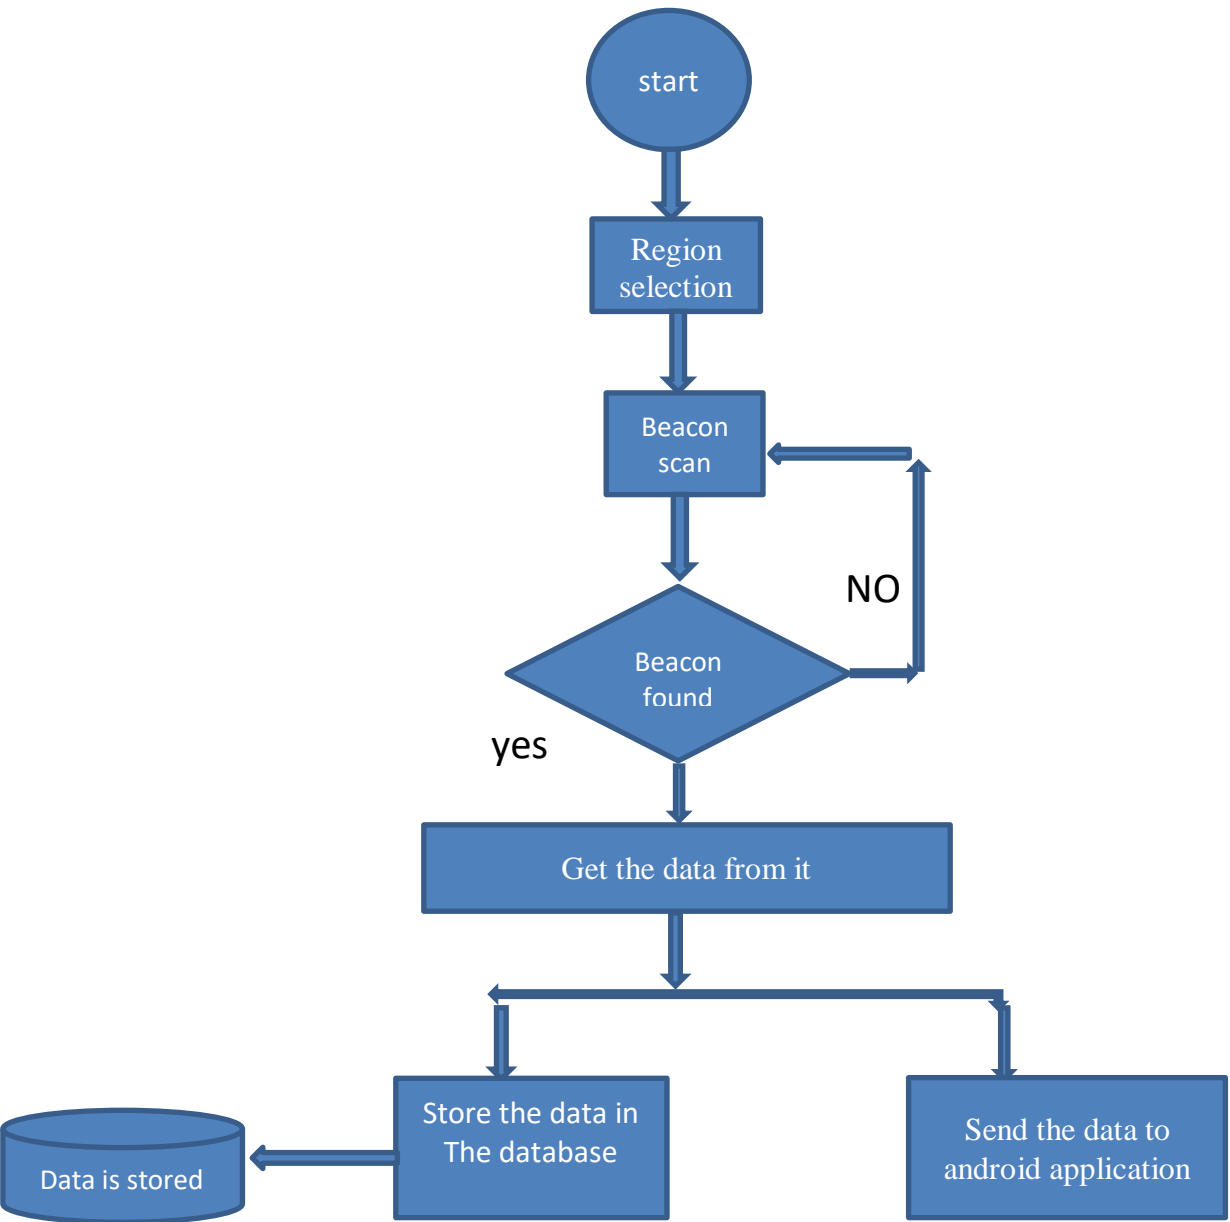 start
Region
selection
Beacon
scan
NO
Beacon
found
yes
Get the data from it
Store the data in
The database
Send the data to
android application
Data is stored